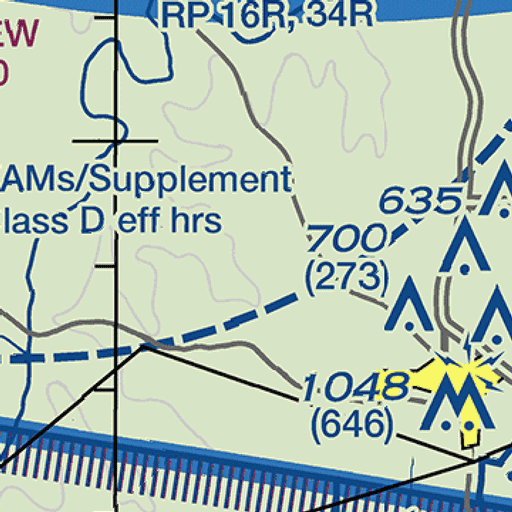 RP 16R, 34R
EW
0
AMs/Supplement
lass D eff hrs
635
700
(273)
1048
(646)